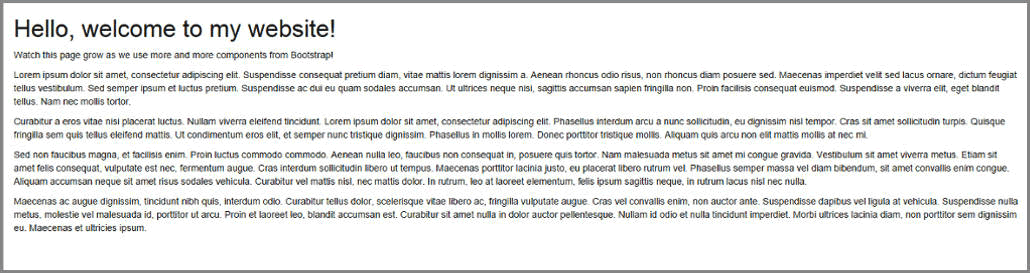 Hello, welcome to my website!
Watch this page grow as we use more and more components from Bootstrap!
Lorem ipsum dolor sit amet, consectetur adipiscing elit. Suspendisse consequat pretium diam, vitae mattis lorem dignissim a. Aenean rhoncus odio risus, non rhoncus diam posuere sed. Maecenas imperdiet velit sed lacus ornare, dictum feugiat
tellus vestibulum. Sed semper ipsum et luctus pretium. Suspendisse ac dui eu quam sodales accumsan. Ut ultrices neque nisi, sagittis accumsan sapien fringilla non. Proin facilisis consequat euismod. Suspendisse a viverra elit, eget blandit
tellus. Nam nec mollis tortor.
Curabitur a eros vitae nisi placerat luctus. Nullam viverra eleifend tincidunt. Lorem ipsum dolor sit amet, consectetur adipiscing elit. Phasellus interdum arcu a nunc sollicitudin, eu dignissim nisl tempor. Cras sit amet sollicitudin turpis. Quisque
fringilla sem quis tellus eleifend mattis. Ut condimentum eros elit, et semper nunc tristique dignissim. Phasellus in mollis lorem. Donec porttitor tristique mollis. Aliquam quis arcu non elit mattis mollis at nec mi.
Sed non faucibus magna, et facilisis enim. Proin luctus commodo commodo. Aenean nulla leo, faucibus non consequat in, posuere quis tortor. Nam malesuada metus sit amet mi congue gravida. Vestibulum sit amet viverra metus. Etiam sit
amet felis consequat, vulputate est nec, fermentum augue. Cras interdum sollicitudin libero ut tempus. Maecenas porttitor lacinia justo, eu placerat libero rutrum vel. Phasellus semper massa vel diam bibendum, sit amet convallis enim congue.
Aliquam accumsan neque sit amet risus sodales vehicula. Curabitur vel mattis nisl, nec mattis dolor. In rutrum, leo at laoreet elementum, felis ipsum sagittis neque, in rutrum lacus nisl nec nulla.
Maecenas ac augue dignissim, tincidunt nibh quis, interdum odio. Curabitur tellus dolor, scelerisque vitae libero ac, fringilla vulputate augue. Cras vel convallis enim, non auctor ante. Suspendisse dapibus vel ligula at vehicula. Suspendisse nulla
metus, molestie vel malesuada id, porttitor ut arcu. Proin et laoreet leo, blandit accumsan est. Curabitur sit amet nulla in dolor auctor pellentesque. Nullam id odio et nulla tincidunt imperdiet. Morbi ultrices lacinia diam, non porttitor sem dignissim
eu. Maecenas et ultricies ipsum.